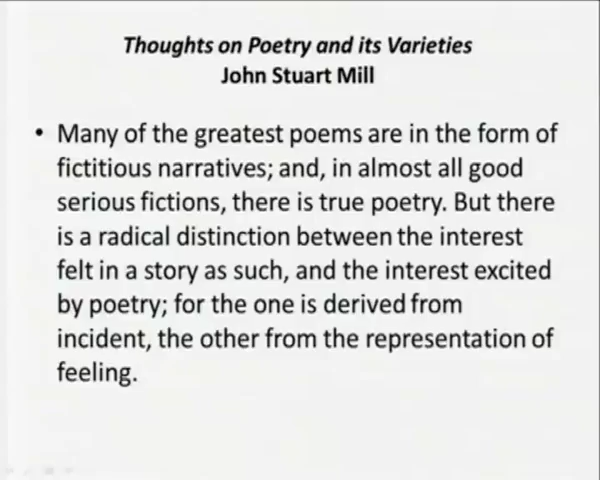 Thoughts on Poetry and its Varieties
John Stuart Mill
• Many of the greatest poems are in the form of
fictitious narratives; and, in almost all good
serious fictions, there is true poetry. But there
is a radical distinction between the interest
felt in a story as such, and the interest excited
by poetry; for the one is derived from
incident, the other from the representation of
feeling.